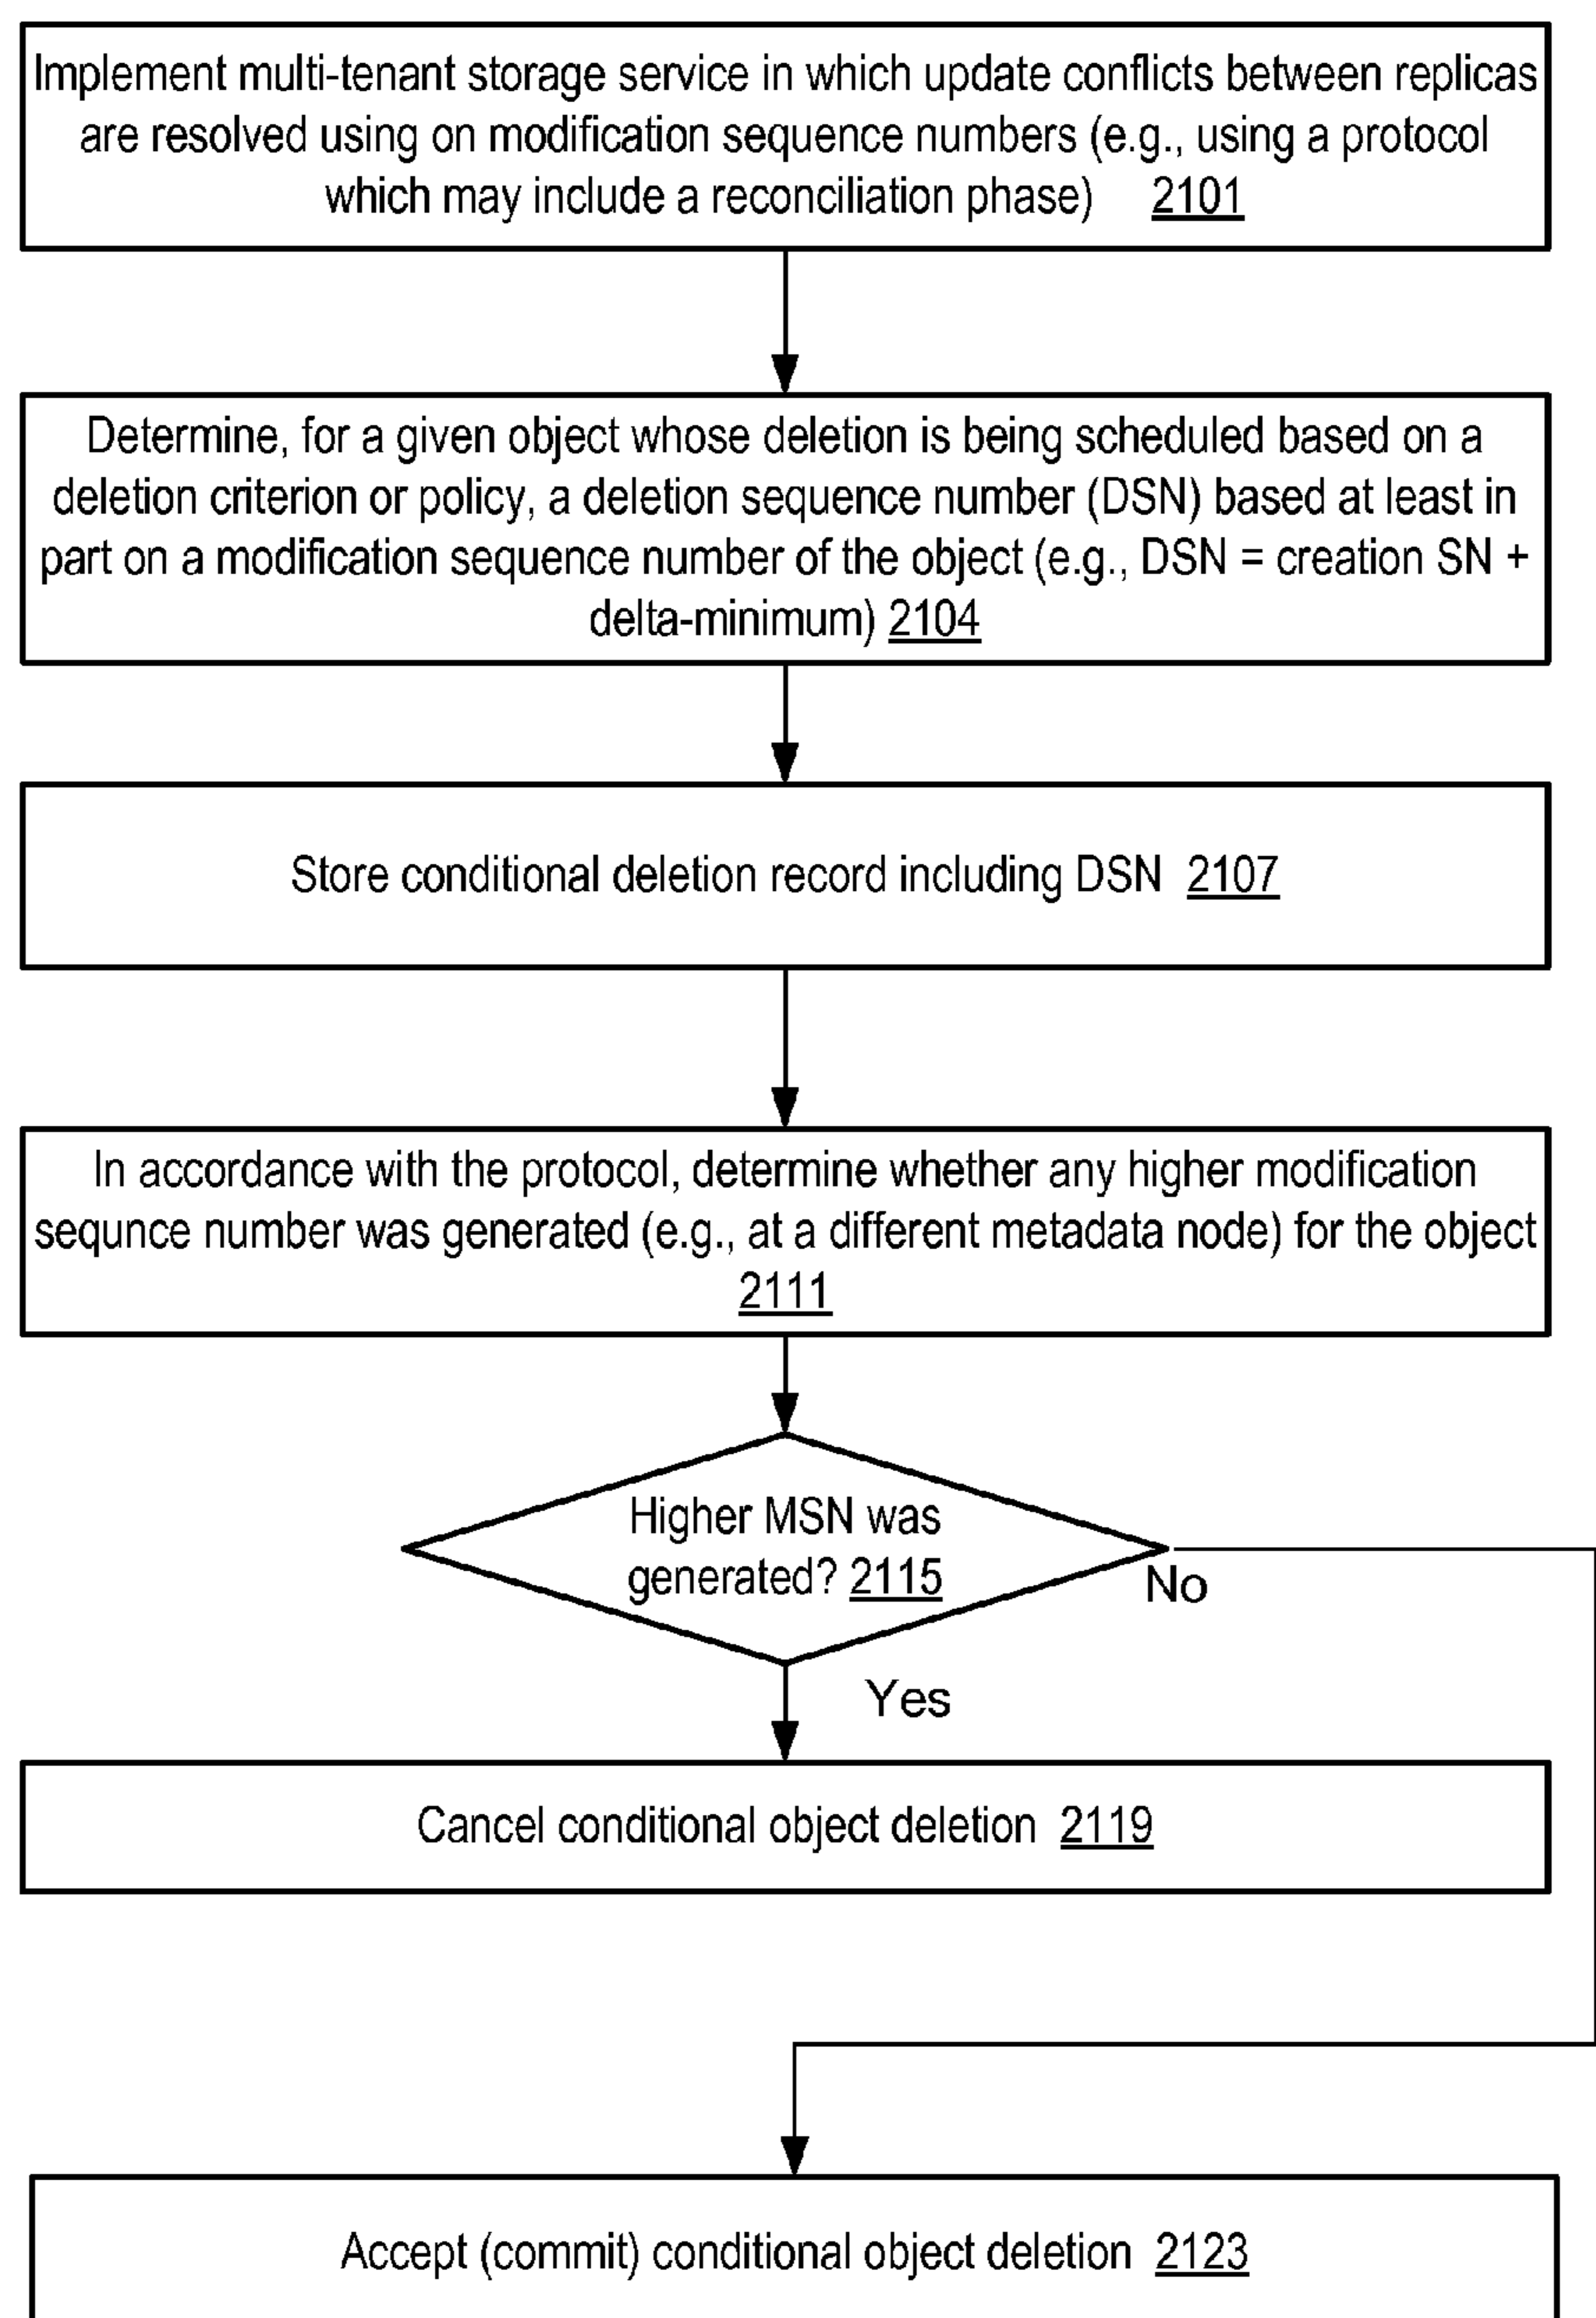 Implement multi-tenant storage service in which update conflicts between replicas
are resolved using on modification sequence numbers (e.g., using a protocol
which may include a reconciliation phase) 2101
Determine, for a given object whose deletion is being scheduled based on a
deletion criterion or policy, a deletion sequence number (DSN) based at least in
part on a modification sequence number of the object (e.g., DSN = creation SN +
delta-minimum) 2104
Store conditional deletion record including DSN 2107
In accordance with the protocol, determine whether any higher modification
sequnce number was generated (e.g., at a different metadata node) for the object
2111
Higher MSN was
generated? 2115
No
Yes
Cancel conditional object deletion 2119
Accept (commit) conditional object deletion 2123